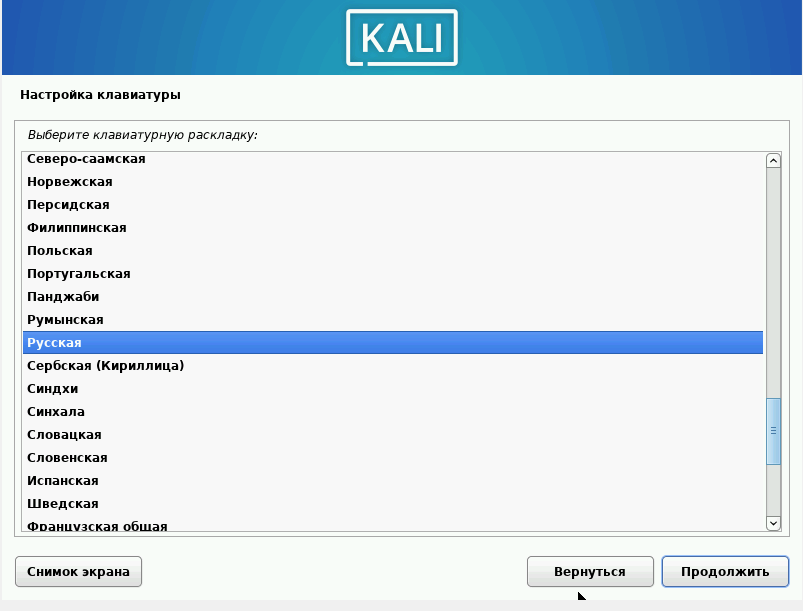 KALI
Настройка клавиатуры
Выберите клавиатурную раскладку:
Северо-саамская
Норвежская
Персидская
Филиппинская
Польская
Португальская
Панджаби
Румынская
Русская
Сербская (Кириллица)
Синдхи
Синхала
Словацкая
Словенская
Испанская
Шведская
Французская общая
Снимок экрана
Вернуться
Продолжить